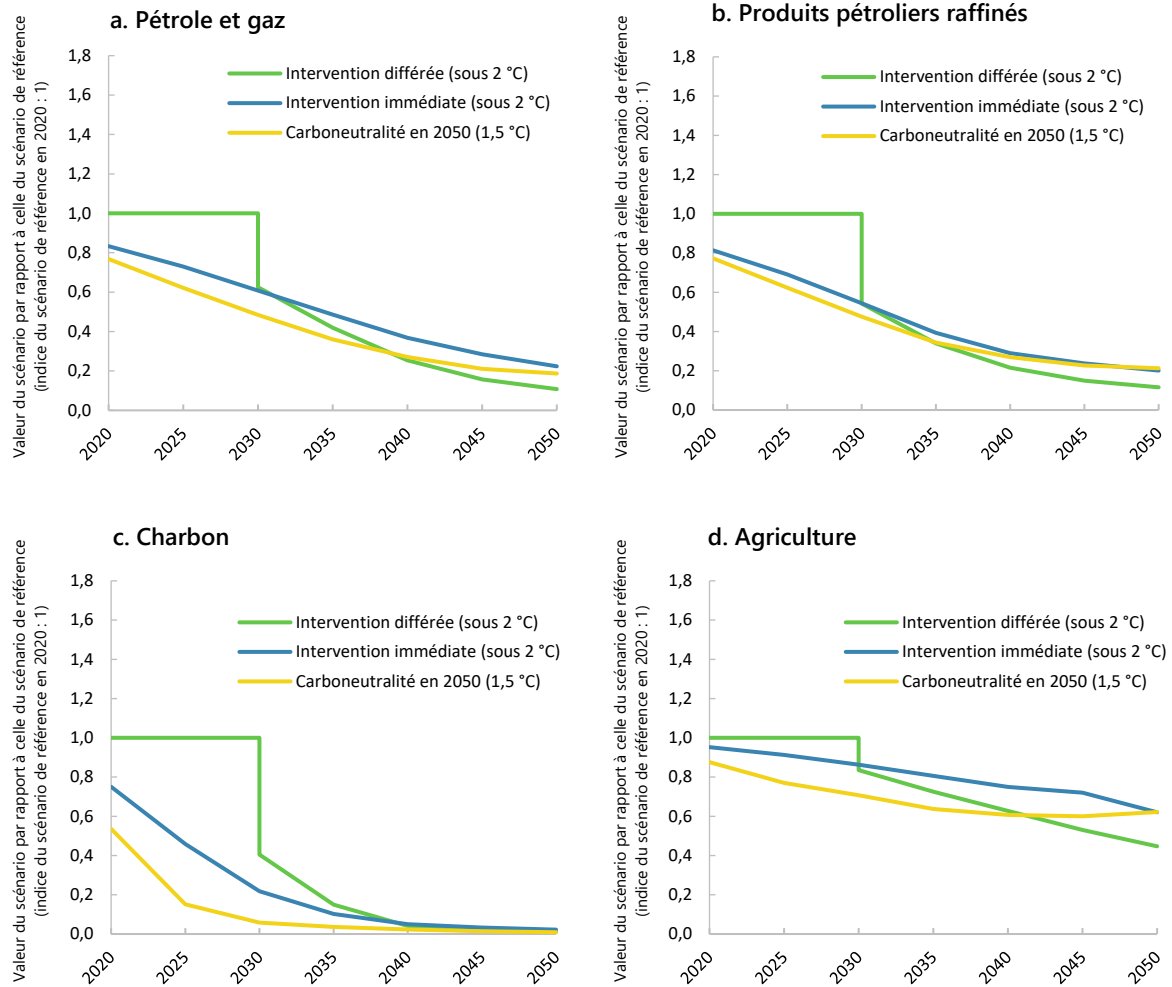 a. Pétrole et gaz
Valeur du scénario par rapport à celle du scénario de référence
(indice du scénario de référence en 2020 : 1)
1,8
1,6
1,4
1,2
1,0
0,8
0,6
0,4
0,2
0,0
Intervention différée (sous 2 °C)
Intervention immédiate (sous 2 °C)
Carboneutralité en 2050 (1,5 °C)
2020
2025
2030
2035
2040
2045
2050
b. Produits pétroliers raffinés
Valeur du scénario par rapport à celle du scénario de référence
(indice du scénario de référence en 2020 : 1)
1,8
1,6
1,4
1,2
1,0
0,8
0,6
0,4
0,2
0,0
Intervention différée (sous 2 °C)
Intervention immédiate (sous 2 °C)
Carboneutralité en 2050 (1,5 °C)
2020
2025
2030
2035
2040
2045
2050
c. Charbon
Valeur du scénario par rapport à celle du scénario de référence
(indice du scénario de référence en 2020 : 1)
1,8
1,6
1,4
1,2
1,0
0,8
0,6
0,4
0,2
0,0
Intervention différée (sous 2 °C)
Intervention immédiate (sous 2 °C)
Carboneutralité en 2050 (1,5 °C)
2020
2025
2030
2035
2040
2045
2050
d. Agriculture
Valeur du scénario par rapport à celle du scénario de référence
(indice du scénario de référence en 2020 : 1)
1,8
1,6
1,4
1,2
1,0
0,8
0,6
0,4
0,2
0,0
Intervention différée (sous 2 °C)
Intervention immédiate (sous 2 °C)
Carboneutralité en 2050 (1,5 °C)
2020
2025
2030
2035
2040
2045
2050